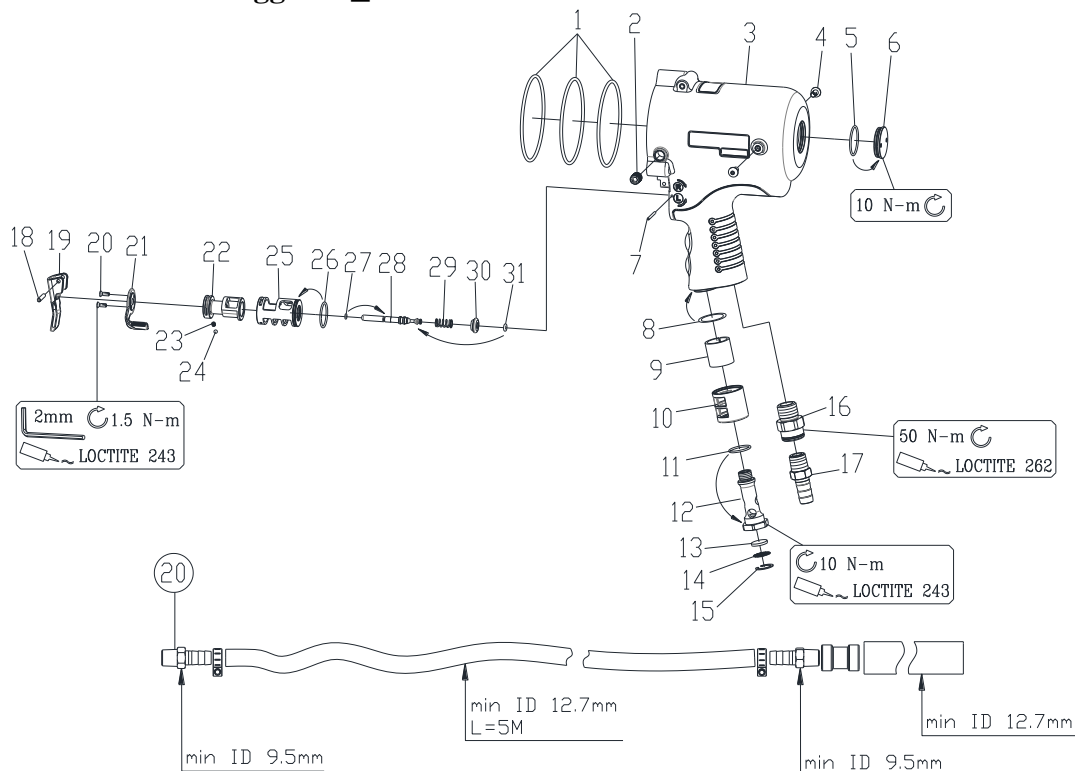 1 2 3 4 5 6
10 N-m
7
18 19 20 21 22 25 26 27 28 29 30 31
23
24
8
9
10
11
12
13
14
15
16
17
2mm 1.5 N-m
LOCTITE 243
50 N-m
LOCTITE 262
10 N-m
LOCTITE 243
20
min ID 12.7mm
L=5M
min ID 12.7mm
min ID 9.5mm
min ID 9.5mm